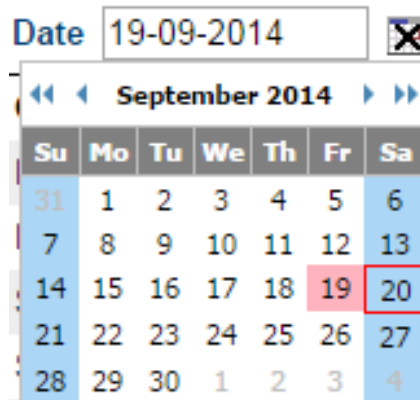 Date 19-09-2014
September 2014
Su Mo Tu We Th Fr Sa
31 1 2 3 4 5 6
7 8 9 10 11 12 13
14 15 16 17 18 19 20
21 22 23 24 25 26 27
28 29 30 1 2 3 4